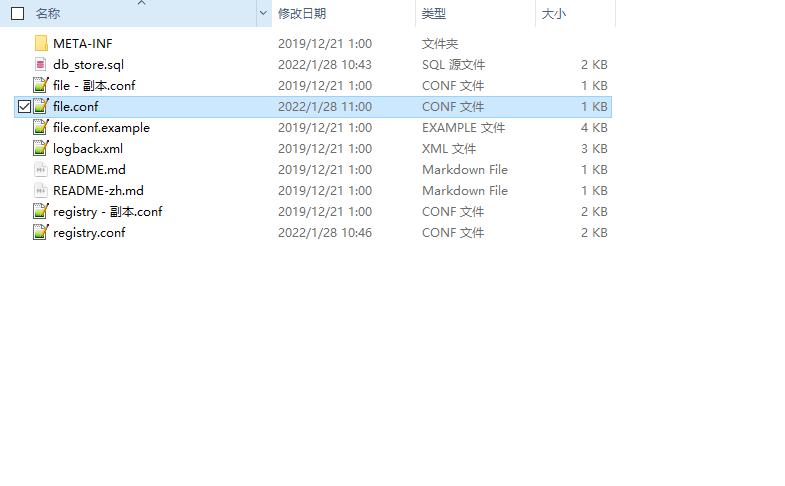 名称 修改日期 类型 大小
META-INF 2019/12/21 1:00 文件夹
db_store.sql 2022/1/28 10:43 SQL 源文件 2 KB
file - 副本.conf 2019/12/21 1:00 CONF 文件 1 KB
file.conf 2022/1/28 11:00 CONF 文件 1 KB
file.conf.example 2019/12/21 1:00 EXAMPLE 文件 4 KB
logback.xml 2019/12/21 1:00 XML 文件 3 KB
README.md 2019/12/21 1:00 Markdown File 1 KB
README-zh.md 2019/12/21 1:00 Markdown File 1 KB
registry - 副本.conf 2019/12/21 1:00 CONF 文件 2 KB
registry.conf 2022/1/28 10:46 CONF 文件 2 KB